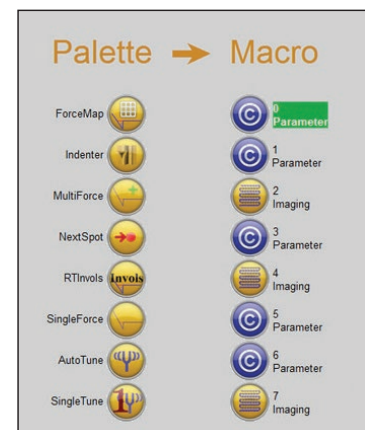 Palette Macro
ForceMap
Indenter
MultiForce
NextSpot
RTInvols
Invols
SingleForce
AutoTune
SingleTune
1
0
Parameter
1
Parameter
2
Imaging
3
Parameter
4
Imaging
5
Parameter
6
Parameter
7
Imaging